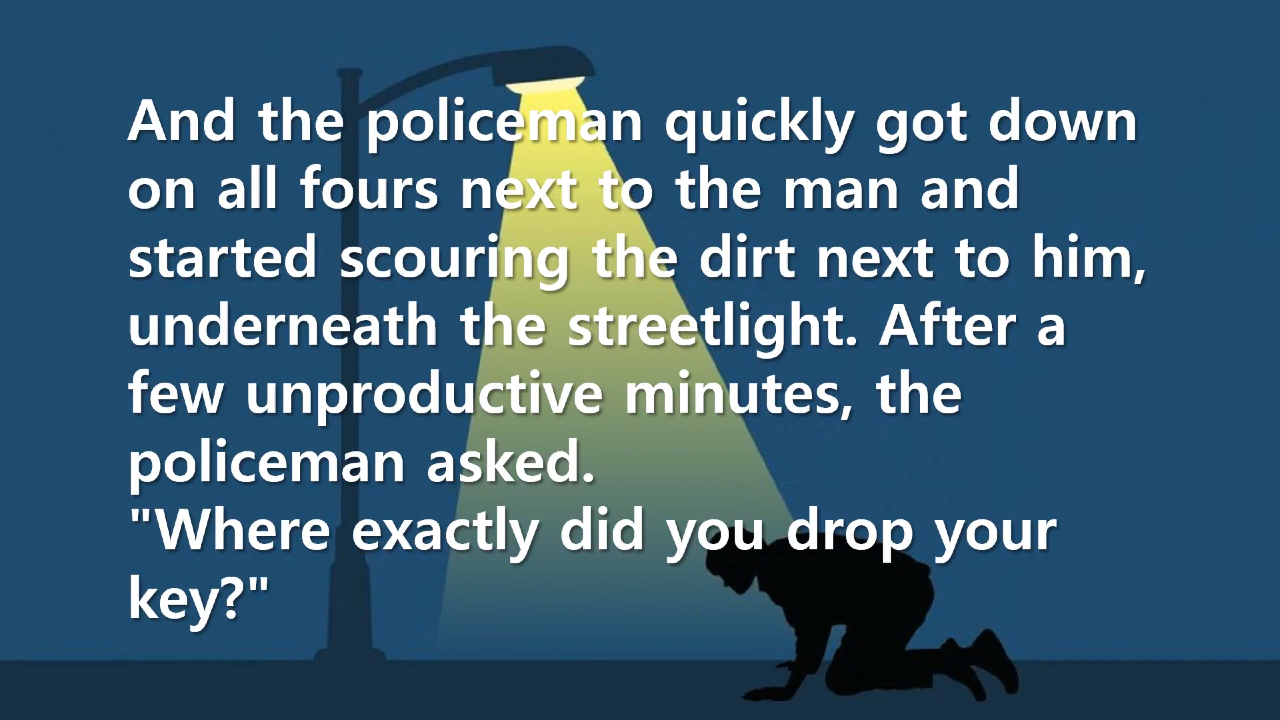 And the policeman quickly got down
on all fours next to the man and
started scouring the dirt next to him,
underneath the streetlight. After a
few unproductive minutes, the
policeman asked.
"Where exactly did you drop your
key?"